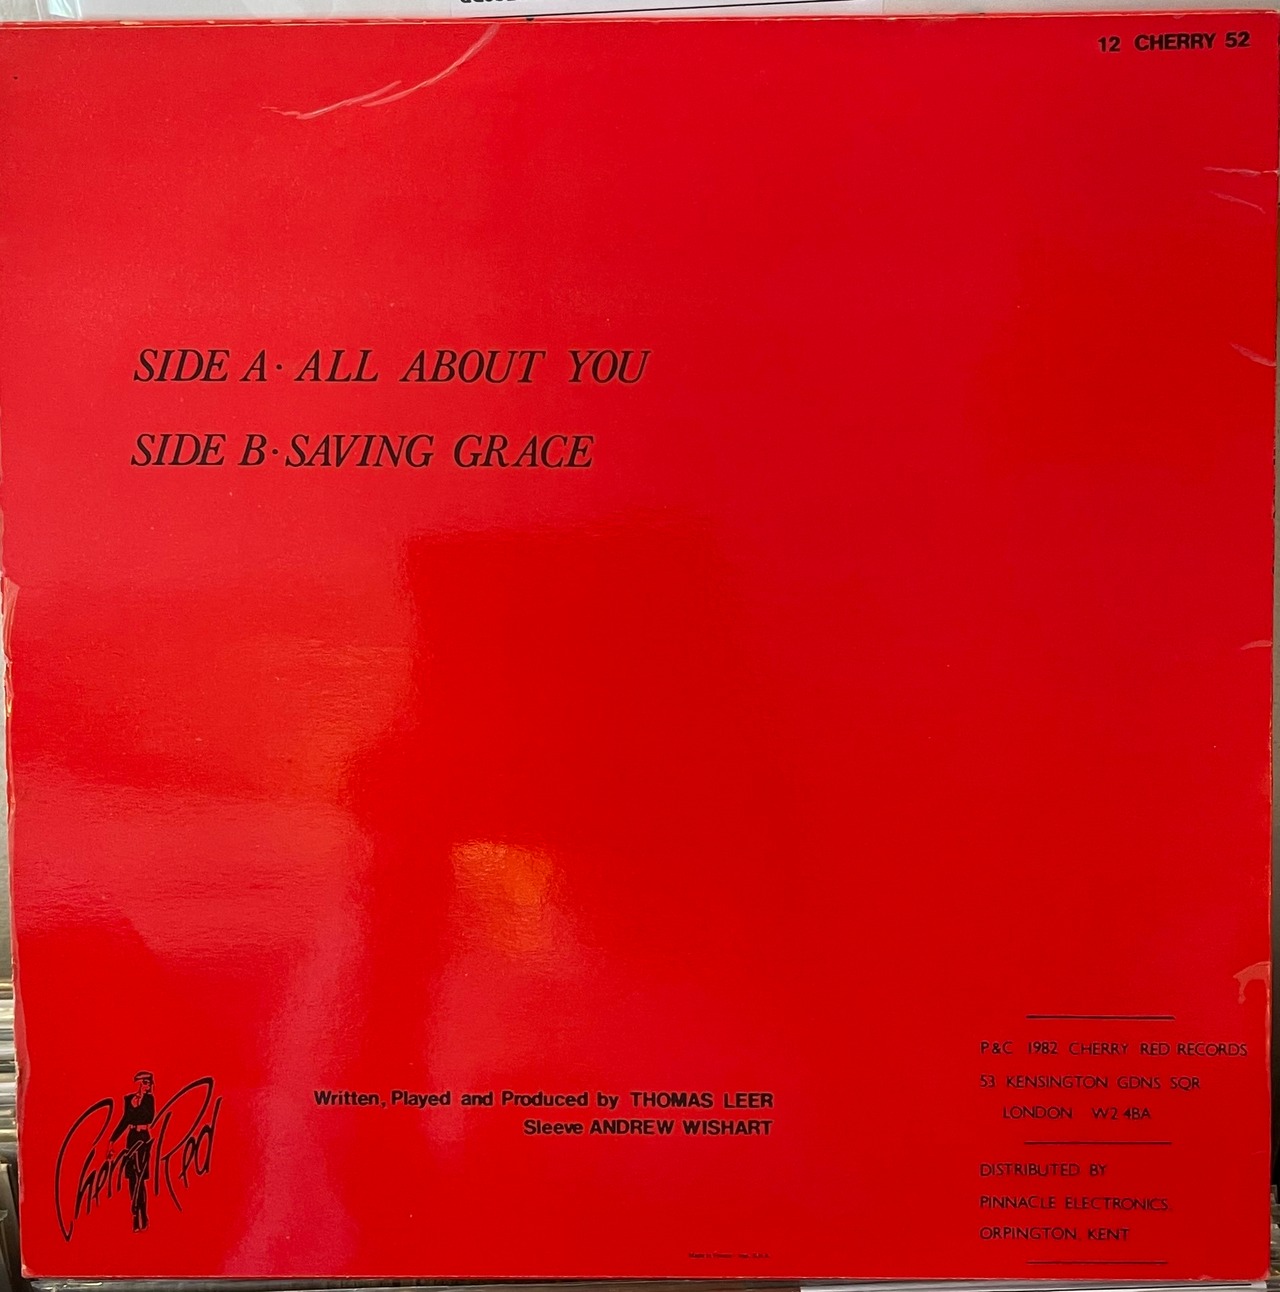 12 CHERRY 52
SIDE A · ALL ABOUT YOU
SIDE B · SAVING GRACE
Written, Played and Produced by THOMAS LEER
Sleeve ANDREW WISHART
Cherry Red
P&C 1982 CHERRY RED RECORDS
53 KENSINGTON GDNS SQR
LONDON W2 4BA
DISTRIBUTED BY
PINNACLE ELECTRONICS.
ORPINGTON. KENT